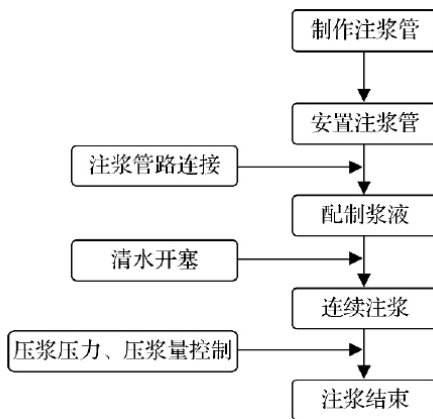 制作注浆管
安置注浆管
注浆管路连接
配制浆液
清水开塞
连续注浆
压浆压力、压浆量控制
注浆结束